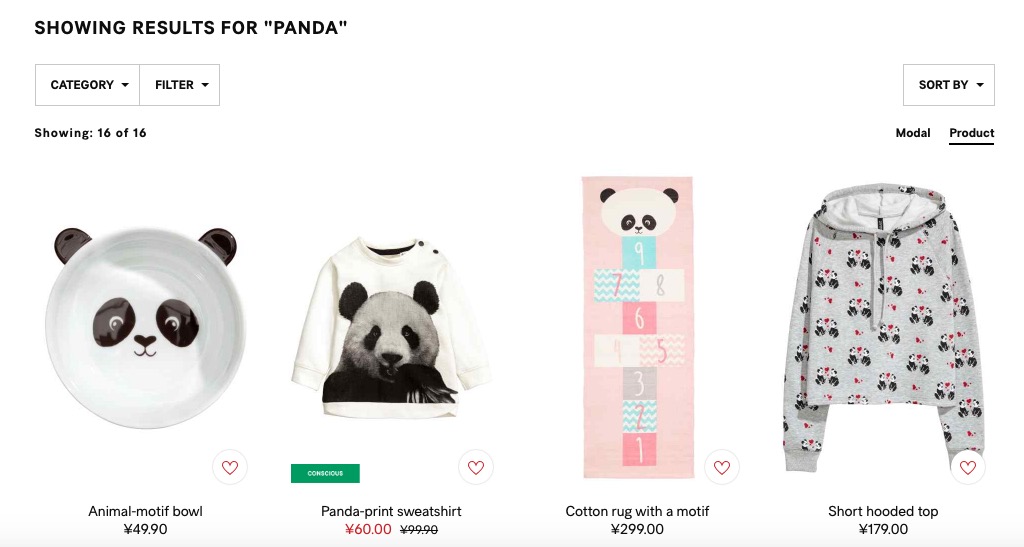 SHOWING RESULTS FOR "PANDA"
CATEGORY FILTER SORT BY
Showing: 16 of 16 Modal Product
9
7 8
6
4 5
3
2
1
CONSCIOUS
Animal-motif bowl
¥49.90
Panda-print sweatshirt
¥60.00 ¥99.90
Cotton rug with a motif
¥299.00
Short hooded top
¥179.00